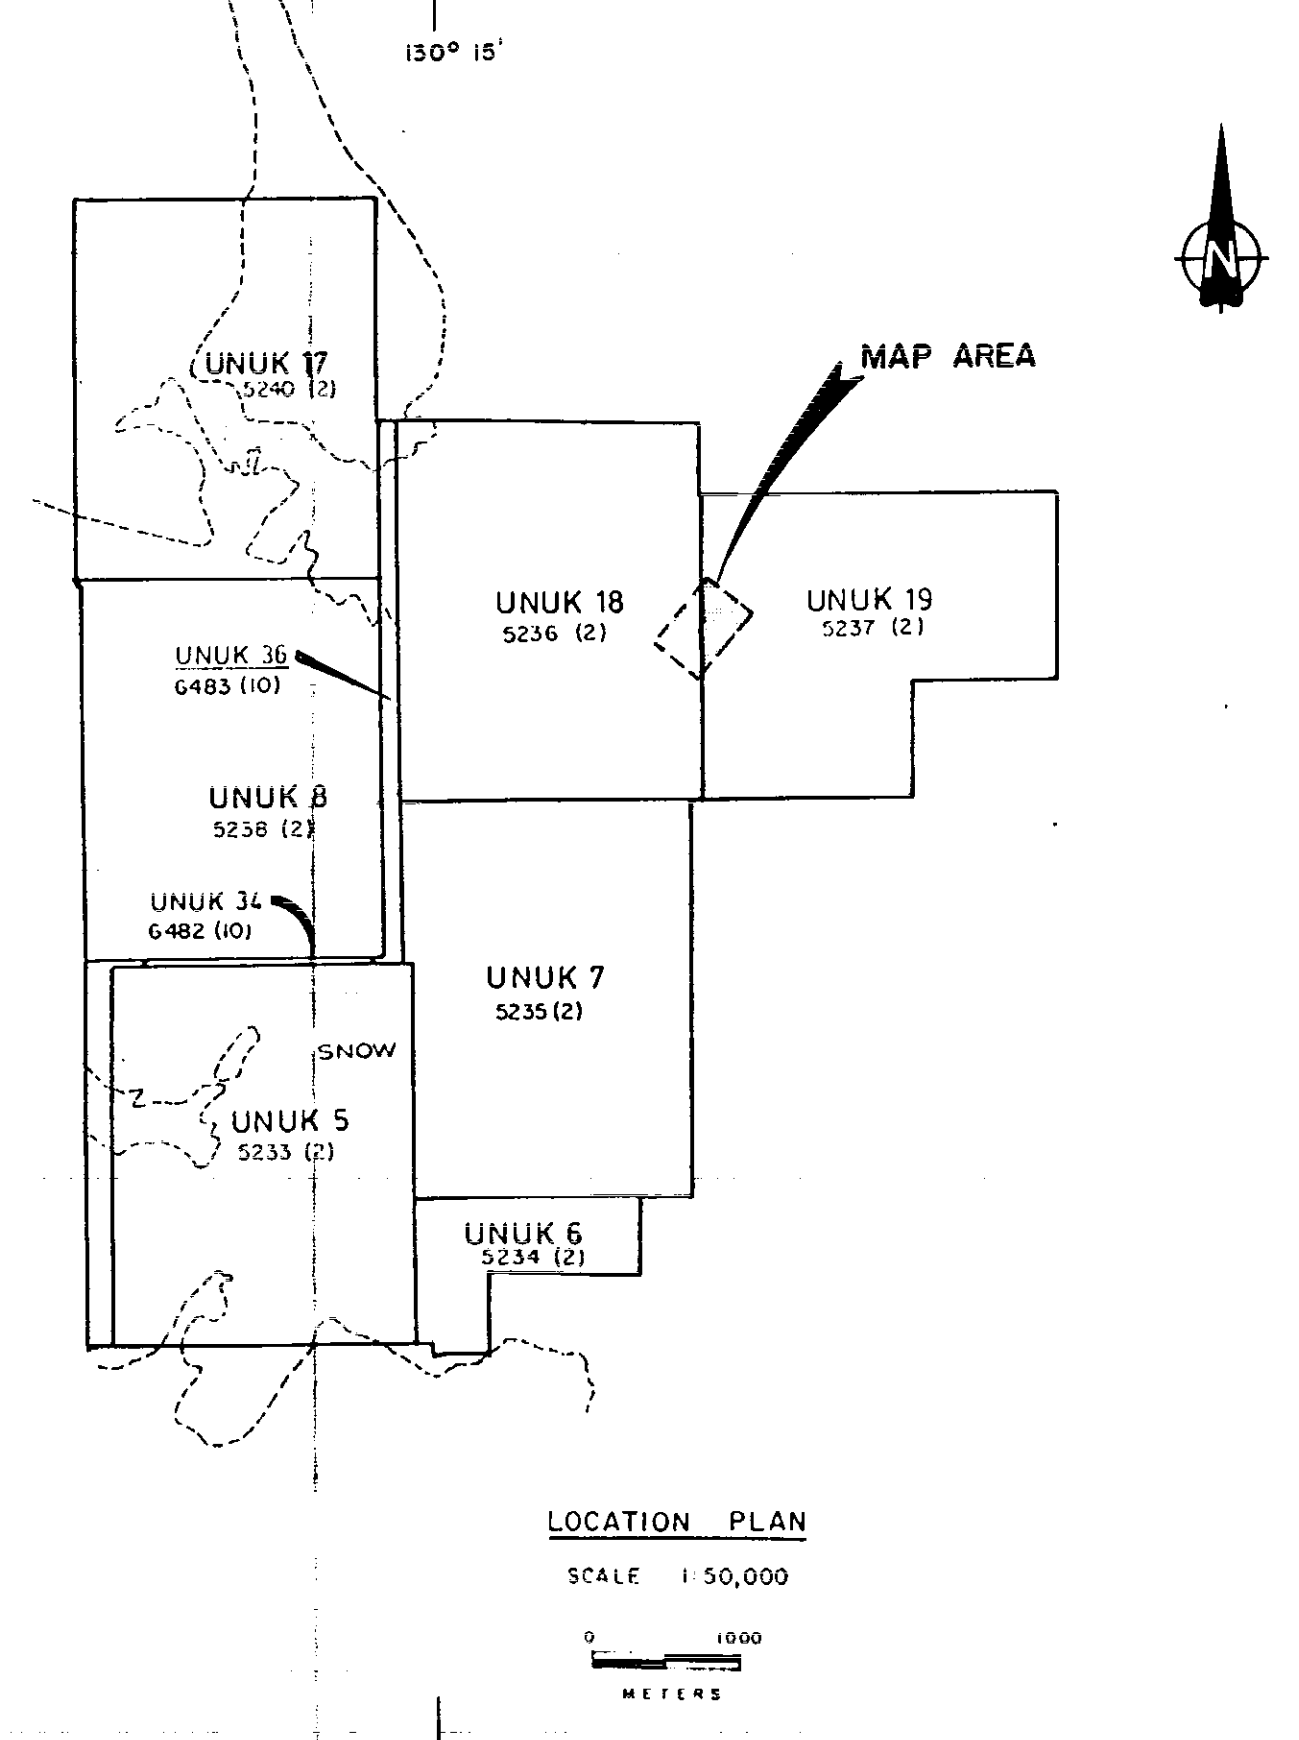 130° 15'
N
MAP AREA
UNUK 17
5240 (2)
UNUK 18
5236 (2)
UNUK 19
5237 (2)
UNUK 36
6483 (10)
UNUK 8
5238 (2)
UNUK 34
6482 (10)
UNUK 7
5235 (2)
SNOW
UNUK 5
5233 (2)
UNUK 6
5234 (2)
LOCATION PLAN
SCALE 1:50,000
0 1000
METERS